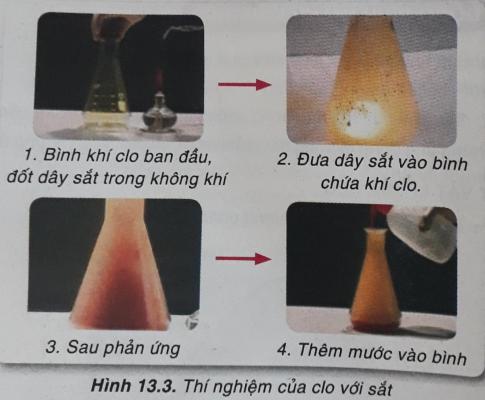 1. Bình khí clo ban đầu,
đốt dây sắt trong không khí
2. Đưa dây sắt vào bình
chứa khí clo.
3. Sau phản ứng
4. Thêm mước vào bình
Hình 13.3. Thí nghiệm của clo với sắt